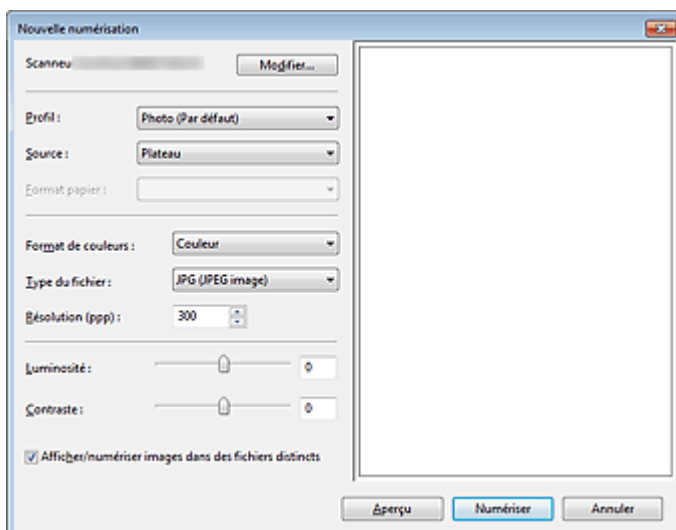 Nouvelle numérisation
Scanneu
Modifier...
Profil :
Photo (Par défaut)
Source :
Plateau
Format papier :
Format de couleurs :
Couleur
Type du fichier :
JPG (JPEG image)
Résolution (ppp) :
300
Luminosité :
0
Contraste :
0
Afficher/numériser images dans des fichiers distincts
Aperçu
Numériser
Annuler